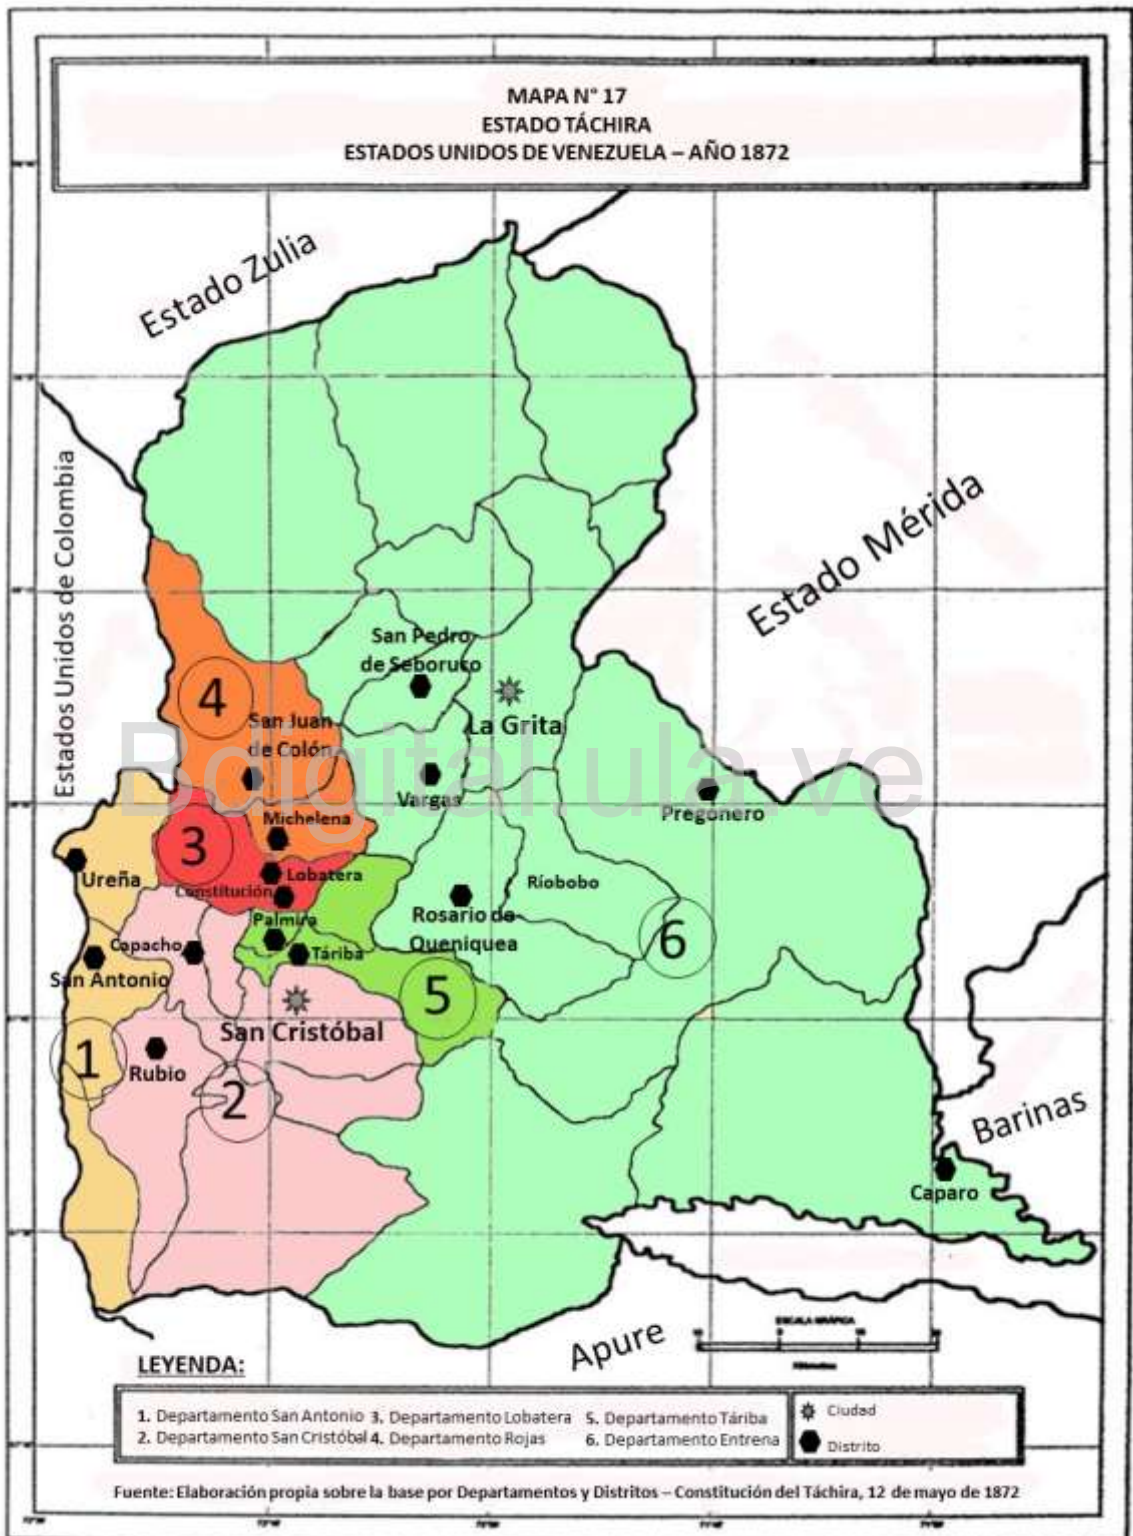 MAPA N° 17
ESTADO TÁCHIRA
ESTADOS UNIDOS DE VENEZUELA – AÑO 1872
Estado Zulia
Estados Unidos de Colombia
Estado Mérida
San Pedro
de Seboruco
4
La Grita
San Juan
de Colón
Bdigital.ula.ve
Vargas
Pregonero
Michelena
3
Lobatera
Ureña
Constitución
Ríobobo
Palmira
Rosario de
Queniquea
6
Capacho
Táriba
San Antonio
5
San Cristóbal
1
Rubio
2
Barinas
Caparo
Apure
ESCALA GRÁFICA
LEYENDA:
1. Departamento San Antonio 3. Departamento Lobatera 5. Departamento Táriba
2. Departamento San Cristóbal 4. Departamento Rojas 6. Departamento Entrena
Ciudad
Distrito
Fuente: Elaboración propia sobre la base por Departamentos y Distritos – Constitución del Táchira, 12 de mayo de 1872